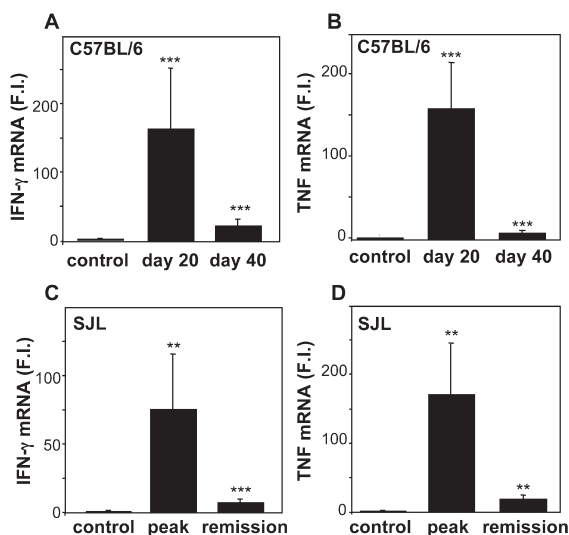 A
C57BL/6
***
***
IFN-γ mRNA (F.I.)
200
100
0
control day 20 day 40
B
C57BL/6
***
***
TNF mRNA (F.I.)
200
100
0
control day 20 day 40
C
SJL
**
***
IFN-γ mRNA (F.I.)
100
50
0
control peak remission
D
SJL
**
**
TNF mRNA (F.I.)
200
100
0
control peak remission